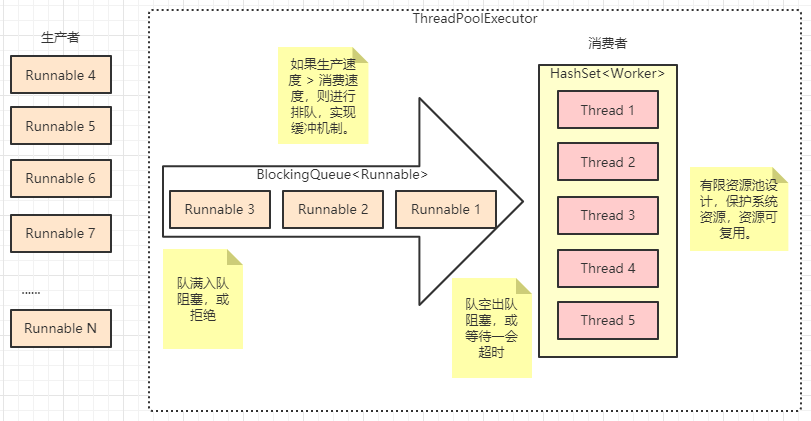 ThreadPoolExecutor
生产者
Runnable 4
Runnable 5
Runnable 6
Runnable 7
......
Runnable N
如果生产速
度 > 消费速
度，则进行
排队，实现
缓冲机制。
BlockingQueue<Runnable>
Runnable 3
Runnable 2
Runnable 1
队满入队
阻塞，或
拒绝
队空出队
阻塞，或
等待一会
超时
消费者
HashSet<Worker>
Thread 1
Thread 2
Thread 3
Thread 4
Thread 5
有限资源池设
计，保护系统
资源，资源可
复用。